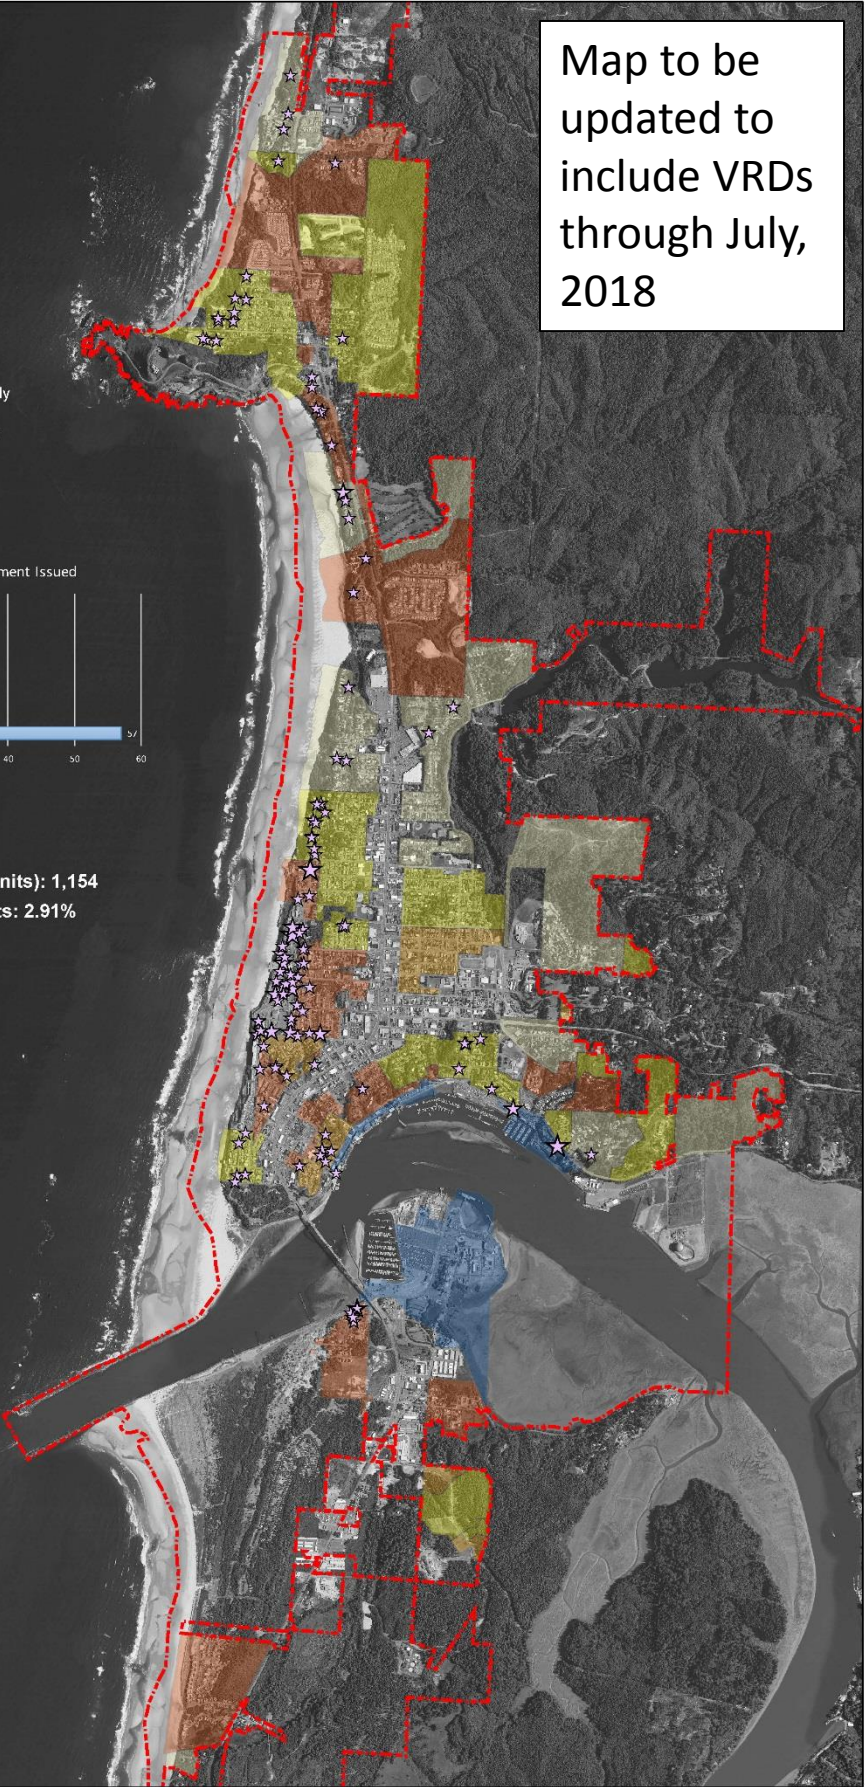 Map to be
updated to
include VRDs
through July,
2018
ly
ment Issued
57
40 50 60
nits): 1,154
ts: 2.91%